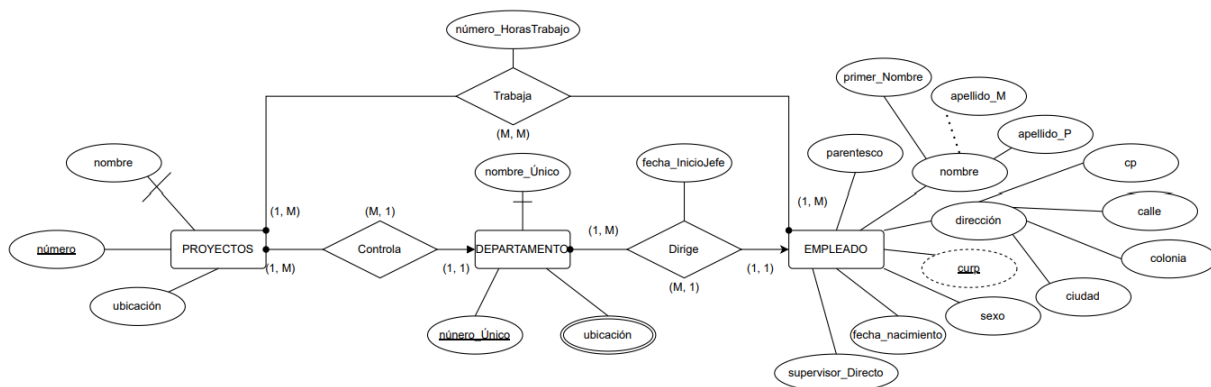 número_HorasTrabajo
Trabaja
(M, M)
primer_Nombre
apellido_M
apellido_P
nombre
parentesco
cp
calle
dirección
colonia
ciudad
curp
sexo
fecha_nacimiento
supervisor_Directo
EMPLEADO
(1, M)
nombre
(1, M)
(M, 1)
nombre_Único
fecha_InicioJefe
(1, M)
número
PROYECTOS
Controla
DEPARTAMENTO
Dirige
(1, M)
(1, 1)
(1, 1)
(M, 1)
ubicación
núnero_Único
ubicación